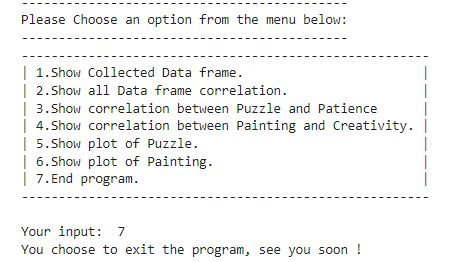 -----------------------------------------
Please Choose an option from the menu below:
-----------------------------------------
---------------------------------------------------
| 1.Show Collected Data frame. |
| 2.Show all Data frame correlation. |
| 3.Show correlation between Puzzle and Patience |
| 4.Show correlation between Painting and Creativity. |
| 5.Show plot of Puzzle. |
| 6.Show plot of Painting. |
| 7.End program. |
---------------------------------------------------
Your input: 7
You choose to exit the program, see you soon !